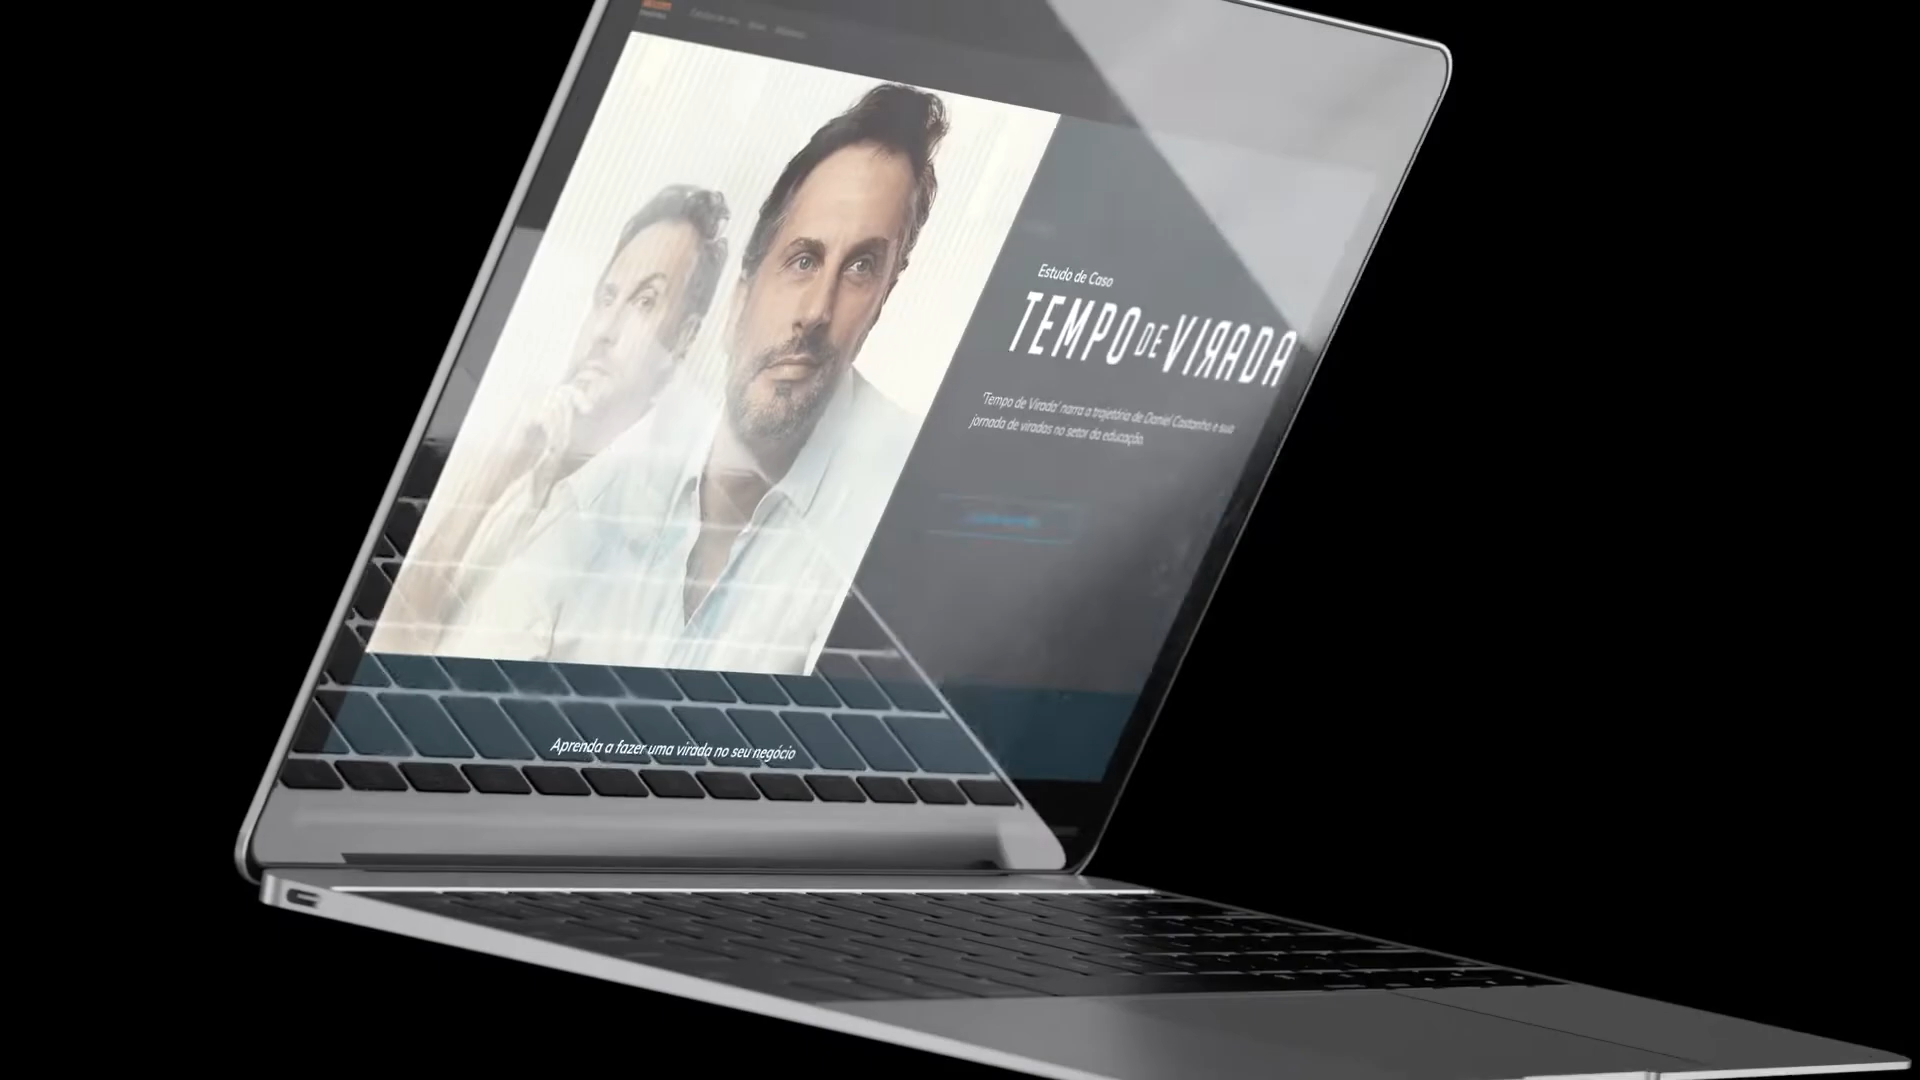 Estudo de Caso
TEMPO DE VIRADA
'Tempo de Virada' narra a trajetória de Daniel Castanho e sua
jornada de viradas no setor da educação.
Aprenda a fazer uma virada no seu negócio